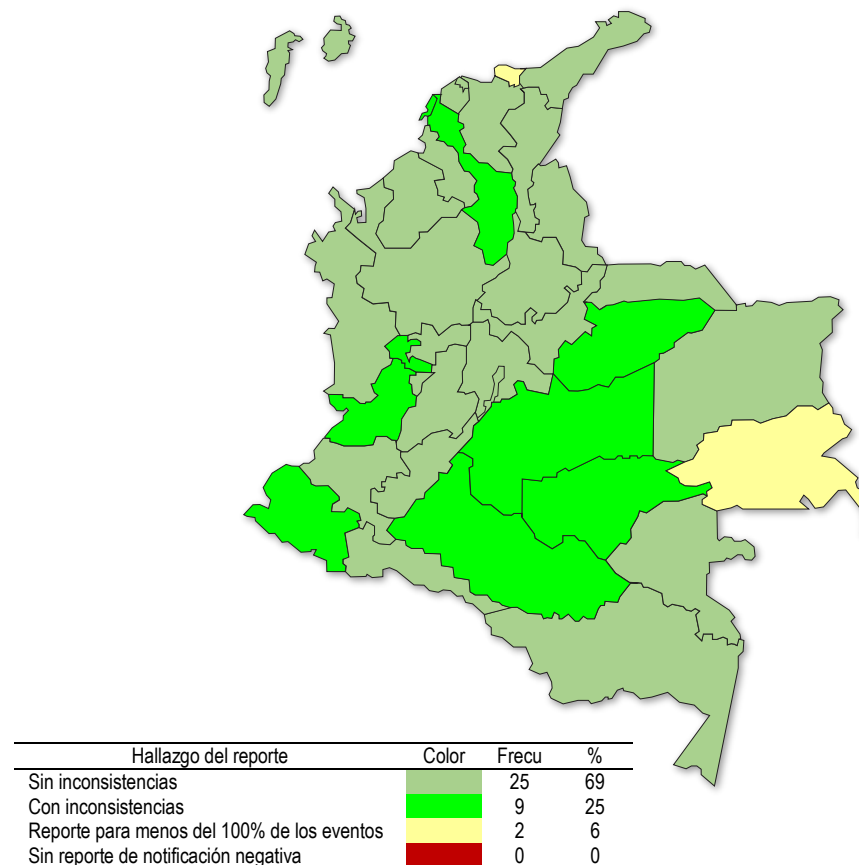 Hallazgo del reporte Color Frecu %
Sin inconsistencias 25 69
Con inconsistencias 9 25
Reporte para menos del 100% de los eventos 2 6
Sin reporte de notificación negativa 0 0